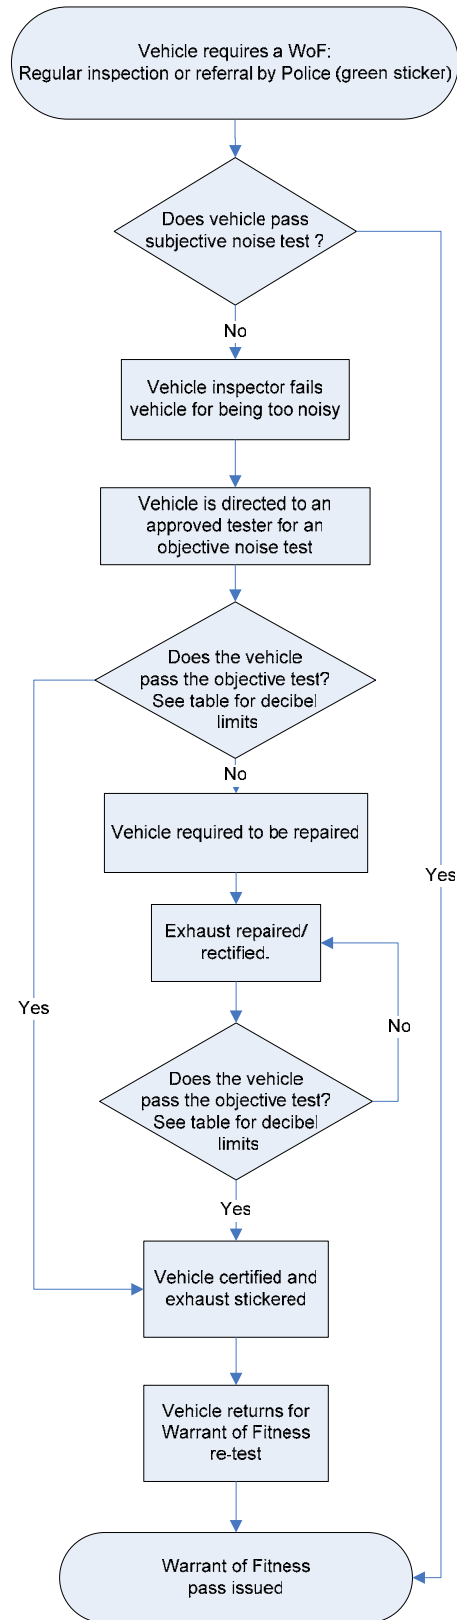 Vehicle requires a WoF:
Regular inspection or referral by Police (green sticker)
Does vehicle pass
subjective noise test ?
No
Vehicle inspector fails
vehicle for being too noisy
Vehicle is directed to an
approved tester for an
objective noise test
Does the vehicle
pass the objective test?
See table for decibel
limits
No
Vehicle required to be repaired
Yes
Exhaust repaired/
rectified.
Yes
No
Does the vehicle
pass the objective test?
See table for decibel
limits
Yes
Vehicle certified and
exhaust stickered
Vehicle returns for
Warrant of Fitness
re-test
Warrant of Fitness
pass issued